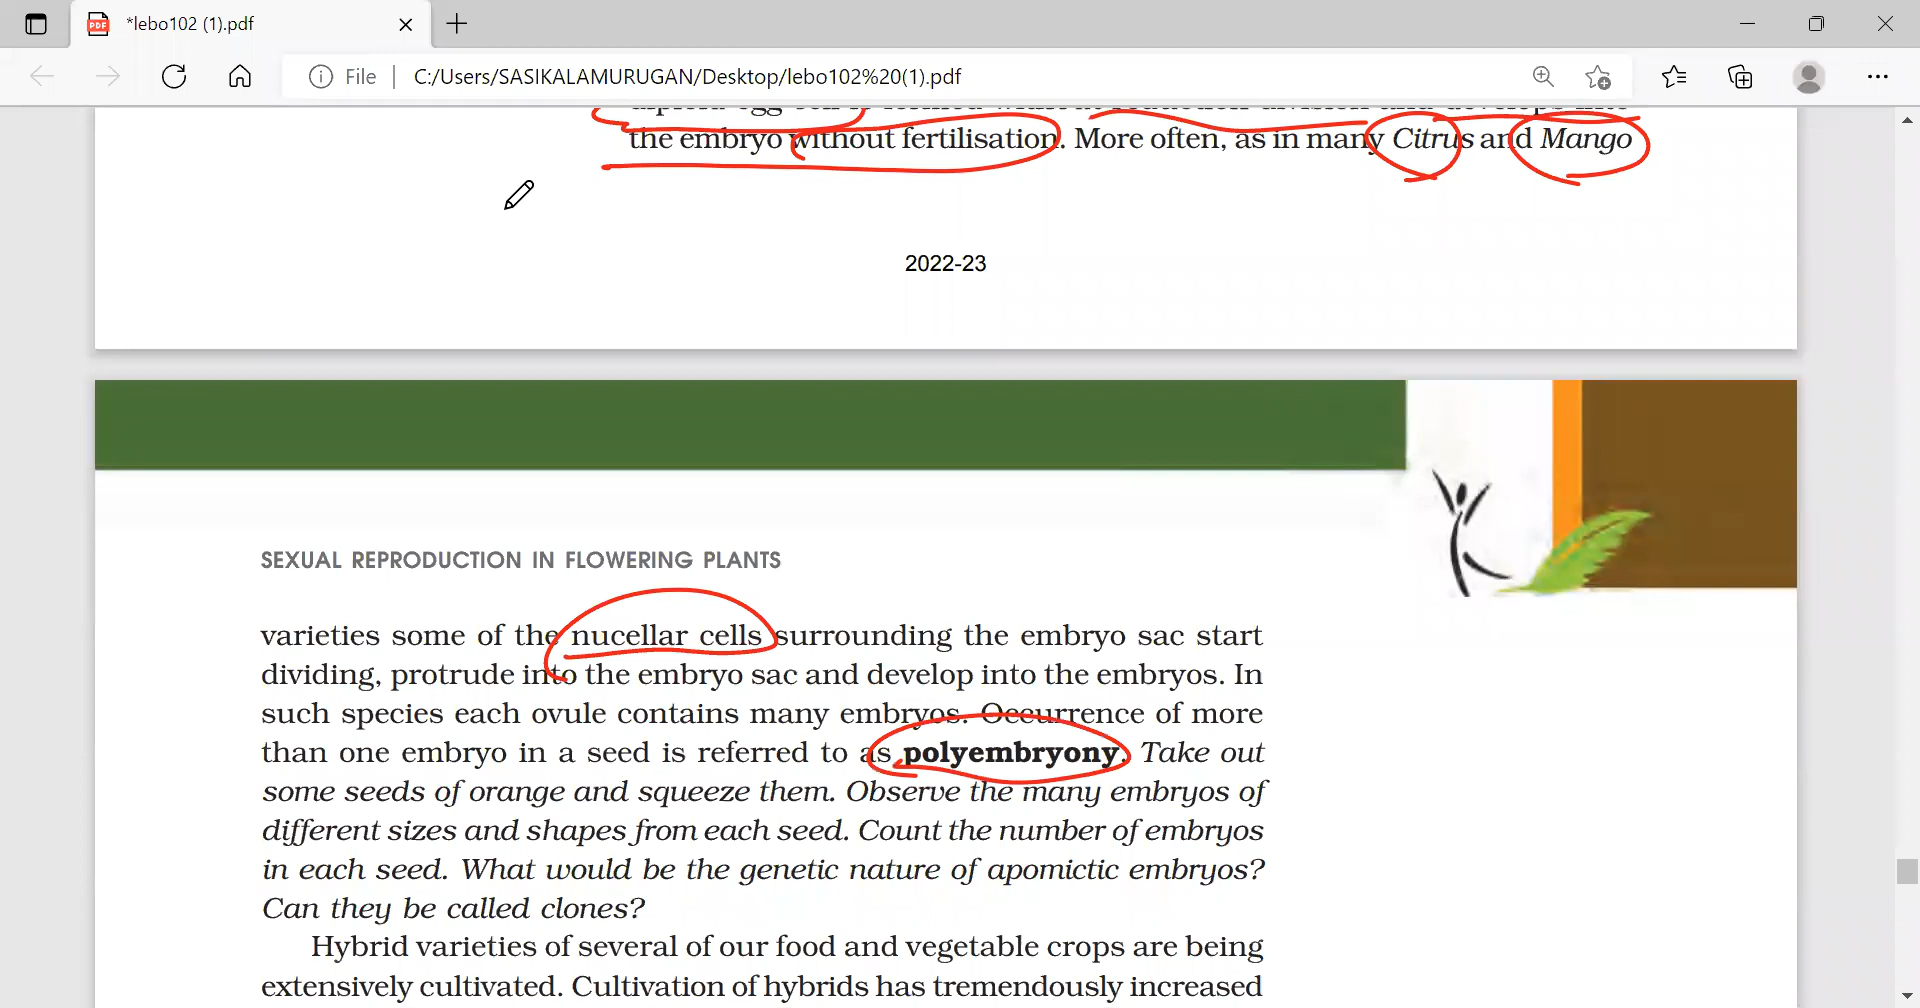 *lebo102 (1).pdf
File | C:/Users/SASIKALAMURUGAN/Desktop/lebo102%20(1).pdf
the embryo without fertilisation. More often, as in many Citrus and Mango
2022-23
SEXUAL REPRODUCTION IN FLOWERING PLANTS
varieties some of the nucellar cells surrounding the embryo sac start
dividing, protrude into the embryo sac and develop into the embryos. In
such species each ovule contains many embryos. Occurrence of more
than one embryo in a seed is referred to as polyembryony. Take out
some seeds of orange and squeeze them. Observe the many embryos of
different sizes and shapes from each seed. Count the number of embryos
in each seed. What would be the genetic nature of apomictic embryos?
Can they be called clones?
Hybrid varieties of several of our food and vegetable crops are being
extensively cultivated. Cultivation of hybrids has tremendously increased